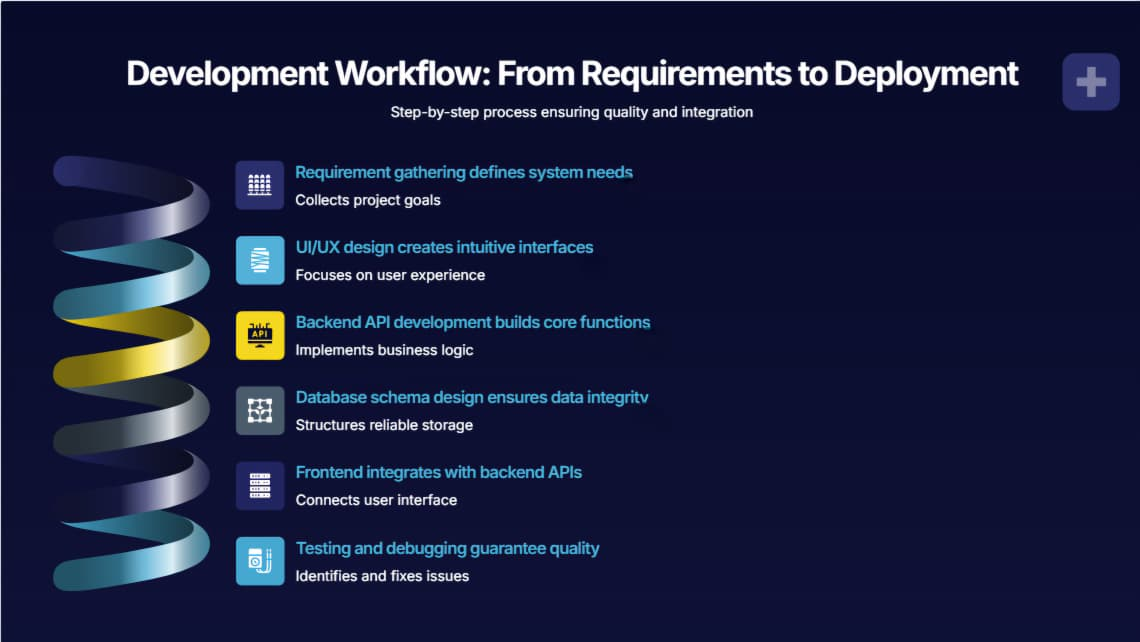 Development Workflow: From Requirements to Deployment
Step-by-step process ensuring quality and integration
Requirement gathering defines system needs
Collects project goals
UI/UX design creates intuitive interfaces
Focuses on user experience
Backend API development builds core functions
API
Implements business logic
Database schema design ensures data integrity
Structures reliable storage
Frontend integrates with backend APIs
Connects user interface
Testing and debugging guarantee quality
Identifies and fixes issues